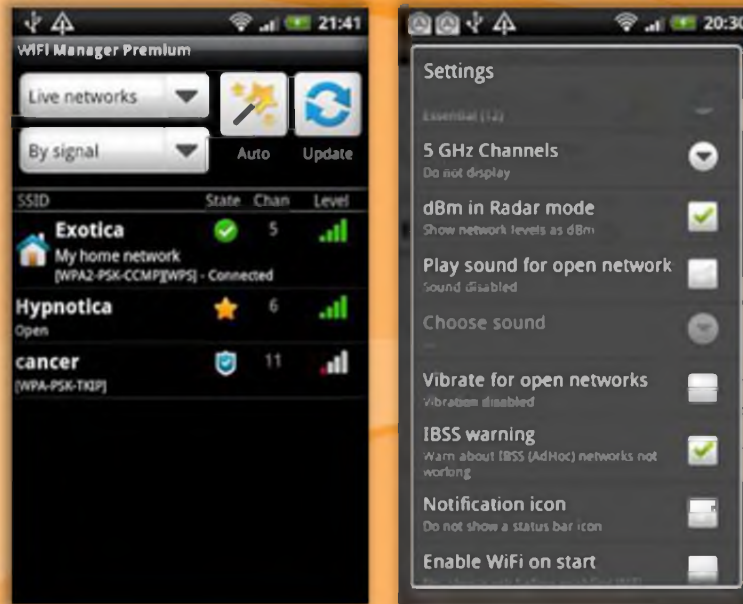 21:41
WiFi Manager Premium
Live networks
By signal
Auto
Update
SSID State Chan Level
Exotica 5
My home network
[WPA2-PSK-CCMP][WPS] - Connected
Hypnotica 6
Open
cancer 11
[WPA-PSK-TKIP]
20:30
Settings
Essential (12)
5 GHz Channels
Do not display
dBm in Radar mode
Show network levels as dBm
Play sound for open network
Sound disabled
Choose sound
Vibrate for open networks
Vibration disabled
IBSS warning
Warn about IBSS (AdHoc) networks not
working
Notification icon
Do not show a status bar icon
Enable WiFi on start